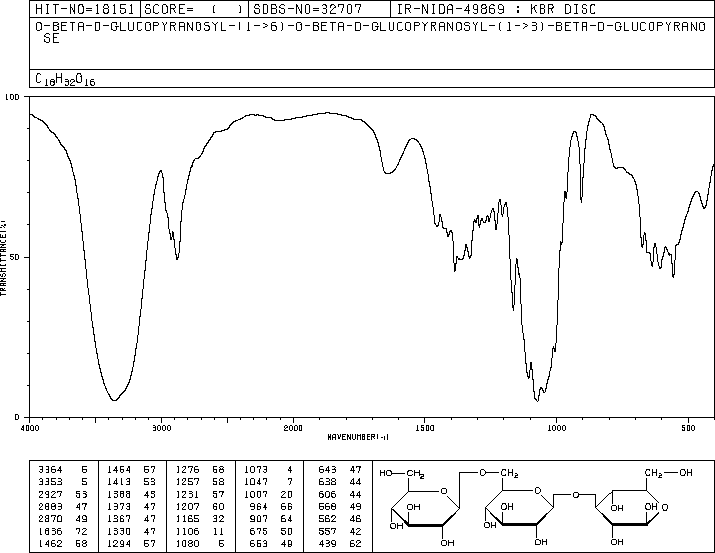 HIT-NO=18151 SCORE= ( ) SDBS-NO=32707 IR-NIDA-49869 : KBR DISC
O-BETA-D-GLUCOPYRANOSYL-(1->6)-O-BETA-D-GLUCOPYRANOSYL-(1->3)-BETA-D-GLUCOPYRANO
SE
C18H32O16
100
50
0
TRANSMITTANCE(%)
4000 3000 2000 1500 1000 500
WAVENUMBER(-1)
3364 5 1454 57 1276 58 1073 4 643 47
3353 5 1413 53 1257 58 1047 7 638 44
2927 53 1388 45 1231 57 1007 20 606 44
2883 47 1373 47 1207 60 964 66 568 49
2870 49 1367 47 1165 32 907 64 562 46
1636 72 1330 47 1106 11 675 50 557 42
1462 58 1294 57 1080 5 653 49 439 62
HO CH2 O CH2 CH2 OH
O O O O
OH OH OH OH
HO OH OH
OH OH OH